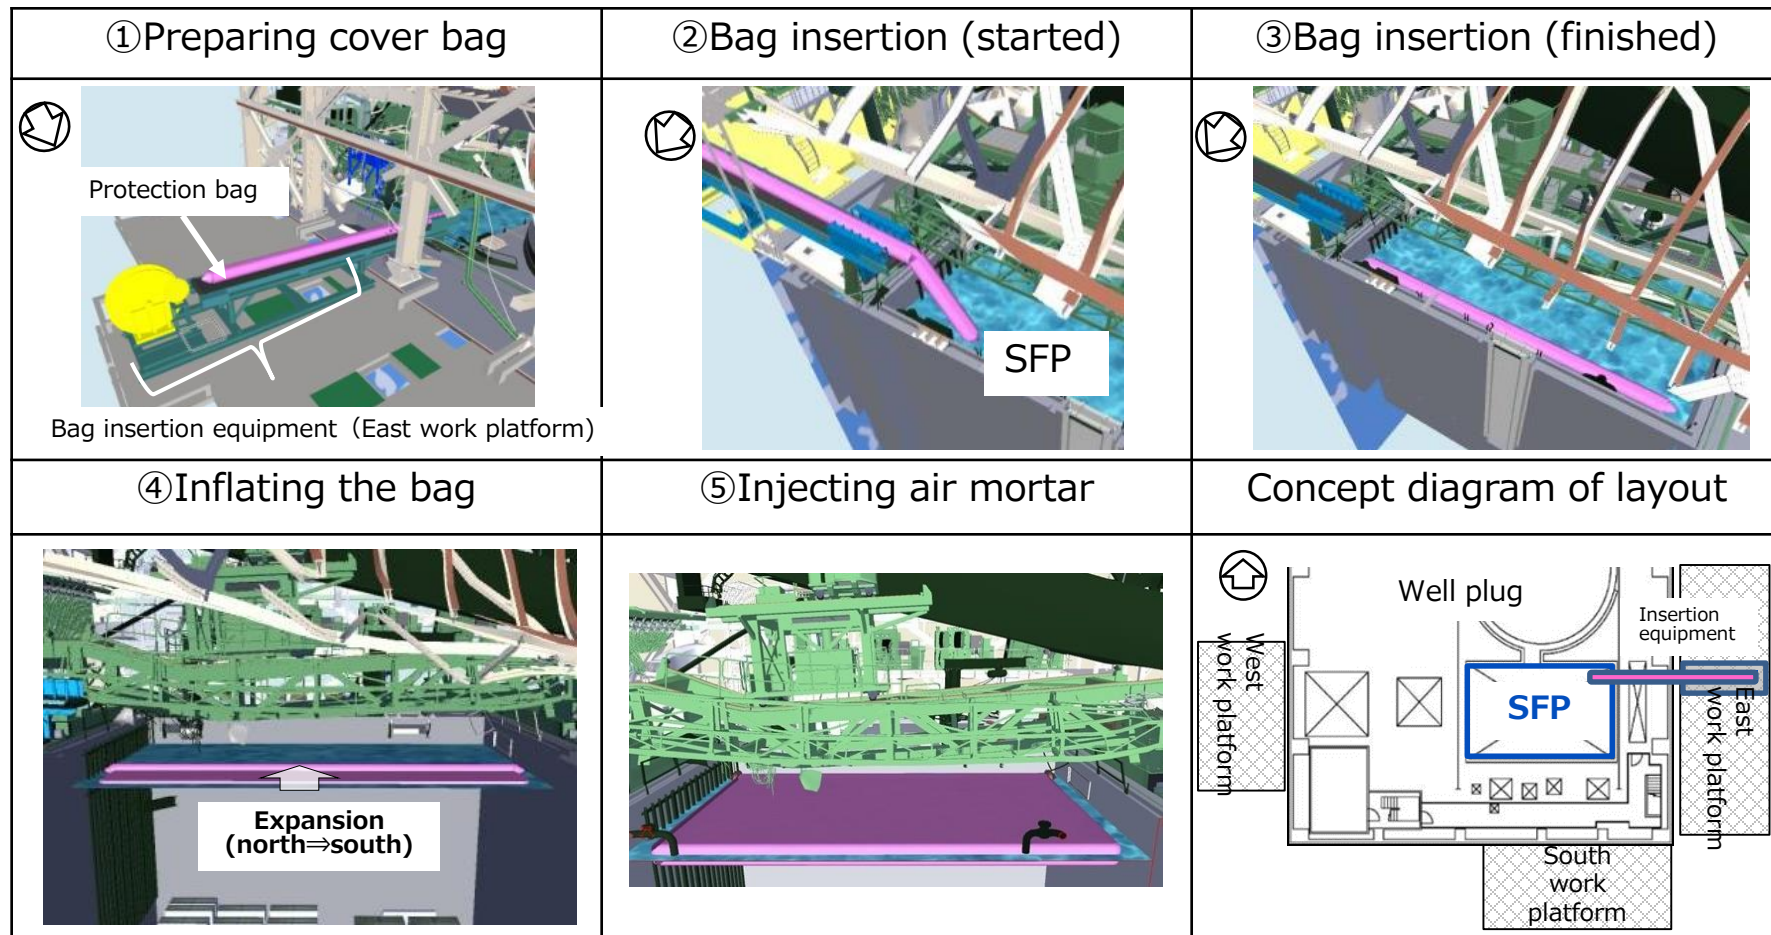 ①Preparing cover bag
②Bag insertion (started)
③Bag insertion (finished)
Protection bag
Bag insertion equipment（East work platform)
SFP
④Inflating the bag
⑤Injecting air mortar
Concept diagram of layout
Expansion
(north⇒south)
Well plug
Insertion
equipment
West
work platform
SFP
East
work platform
South
work
platform